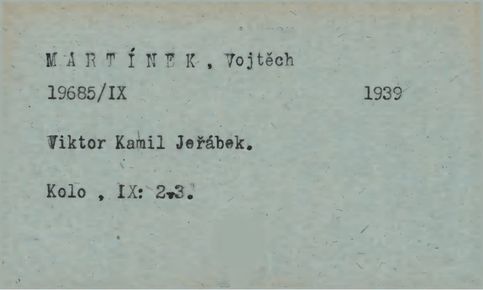 M A R T Í N E K , Vojtěch
19685/IX 1939
Viktor Kamil Jeřábek.
Kolo , IX: 2-3.